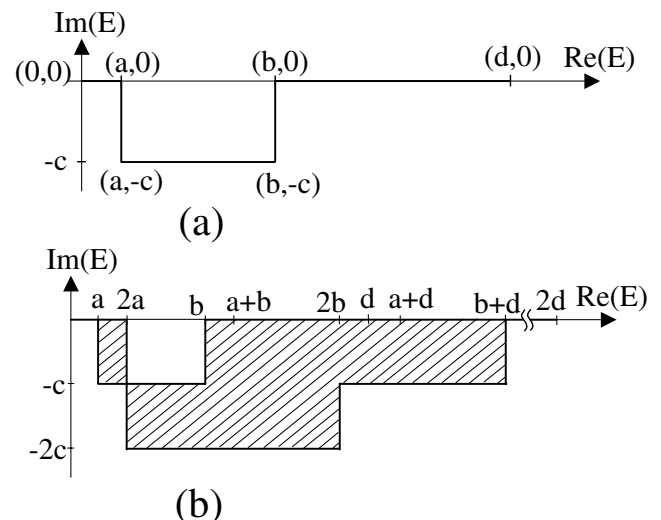 Im(E)
(0,0) (a,0) (b,0) (d,0) Re(E)
-c
(a,-c) (b,-c)
(a)
Im(E)
a 2a b a+b 2b d a+d b+d 2d Re(E)
-c
-2c
(b)